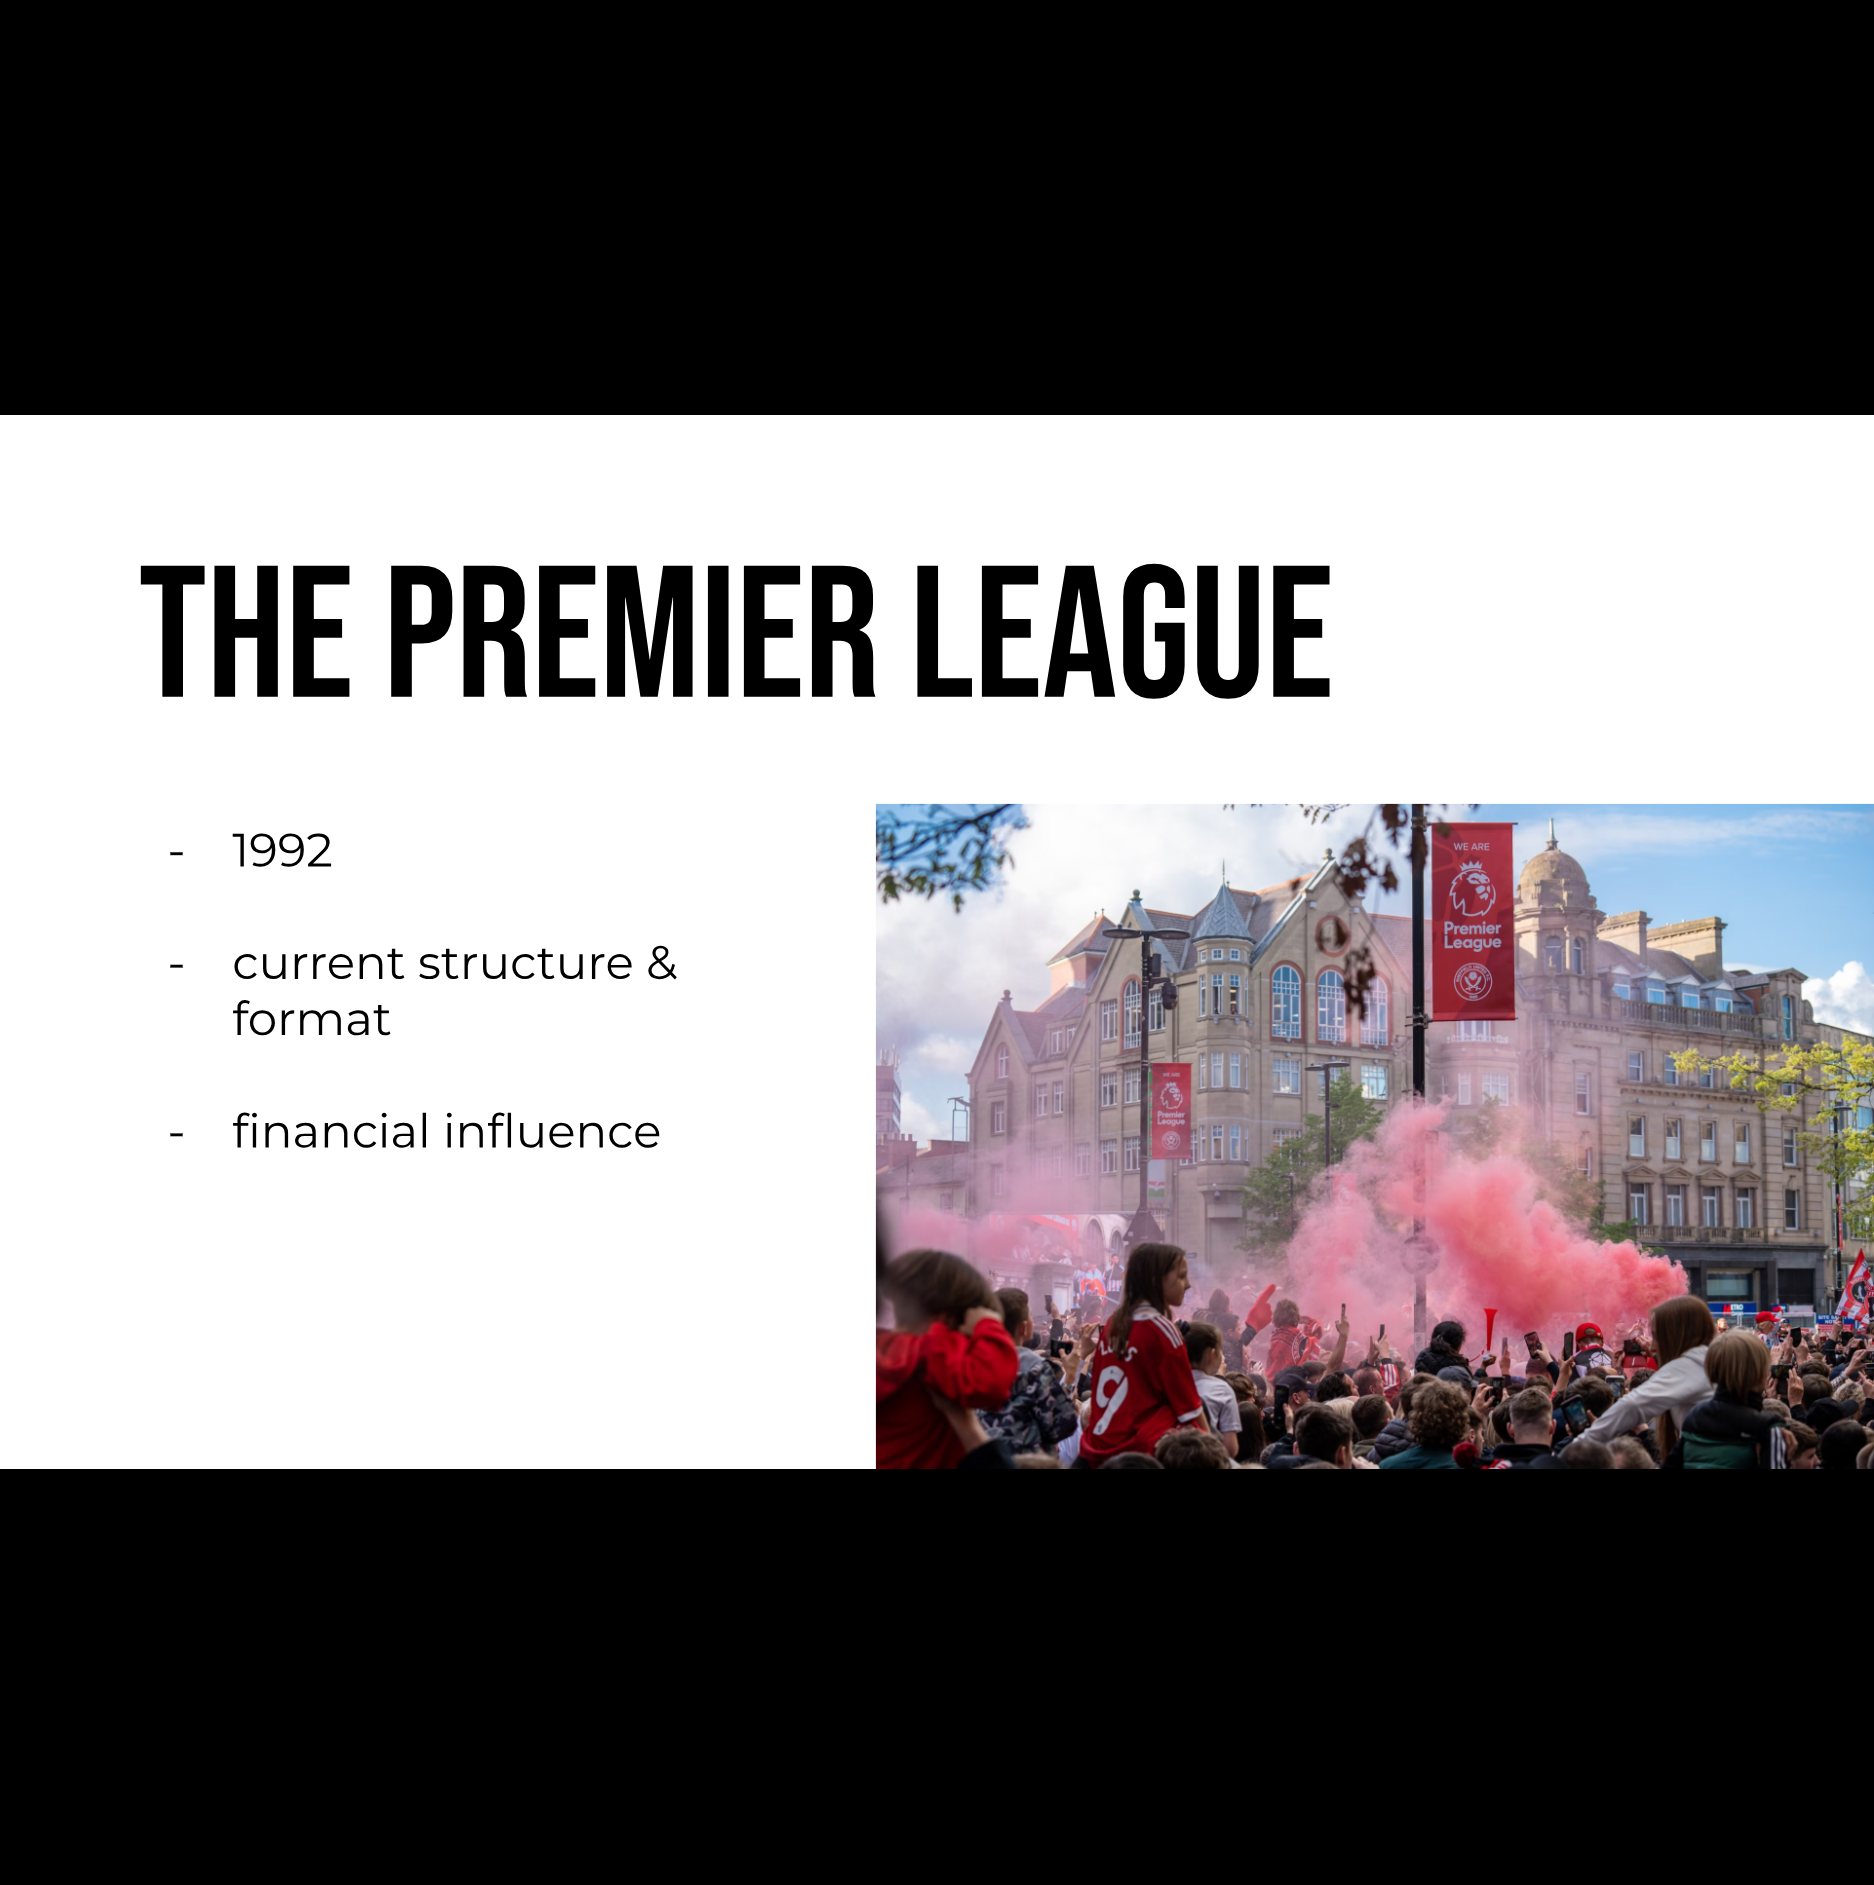 THE PREMIER LEAGUE
- 1992
- current structure &
format
- financial influence
WE ARE
Premier
League
WE ARE
Premier
League
9